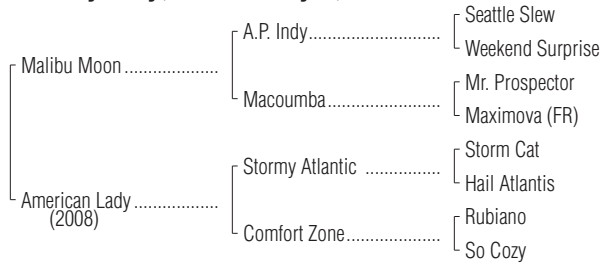 Seattle Slew
A.P. Indy
Weekend Surprise
Malibu Moon
Mr. Prospector
Macoumba
Maximova (FR)
Storm Cat
Stormy Atlantic
Hail Atlantis
American Lady
(2008)
Rubiano
Comfort Zone
So Cozy